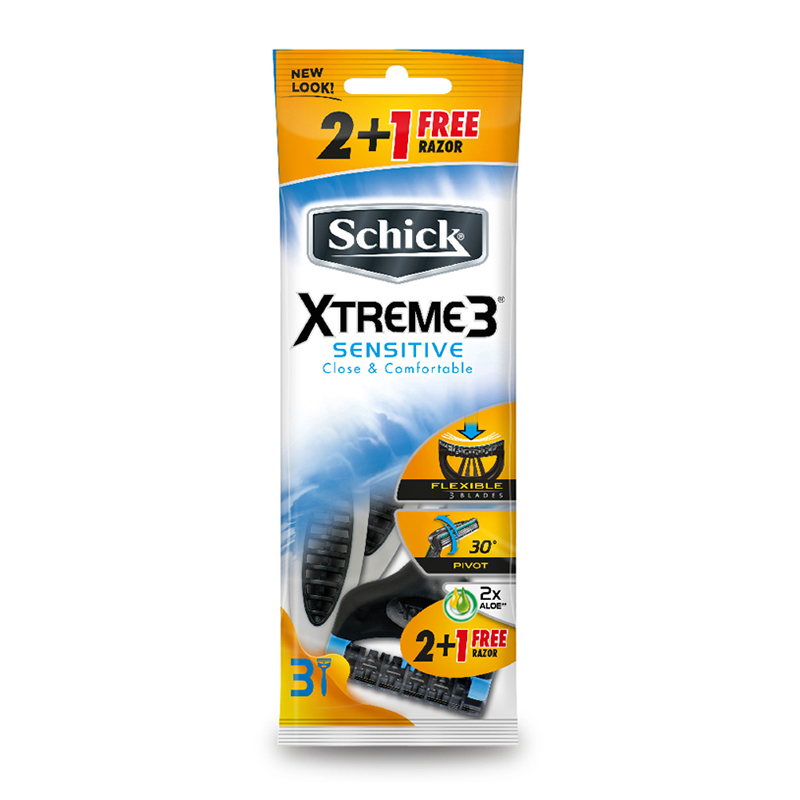 NEW
LOOK!
2+1 FREE
RAZOR
Schick®
XTREME3®
SENSITIVE
Close & Comfortable
FLEXIBLE
3 BLADES
30°
PIVOT
2x
ALOE**
2+1 FREE
RAZOR
3